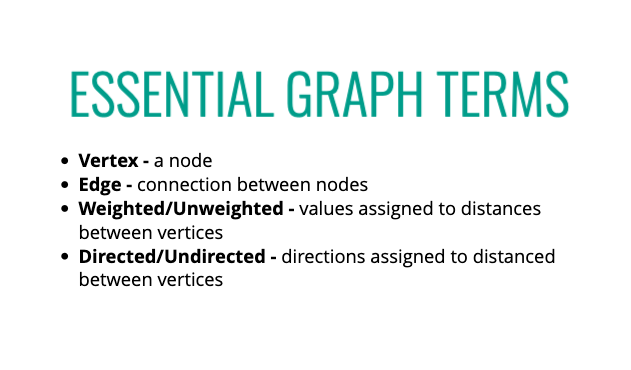 ESSENTIAL GRAPH TERMS
• Vertex - a node
• Edge - connection between nodes
• Weighted/Unweighted - values assigned to distances
between vertices
• Directed/Undirected - directions assigned to distanced
between vertices